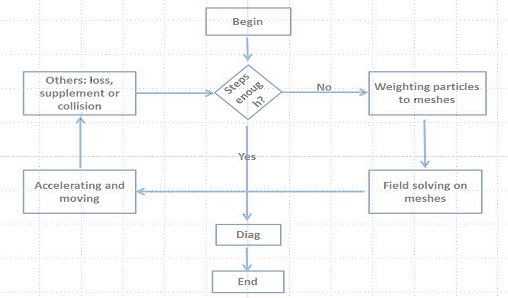 Begin
Others: loss,
supplement or
collision
Steps
enoug
h?
No
Weighting particles
to meshes
Yes
Accelerating and
moving
Field solving on
meshes
Diag
End